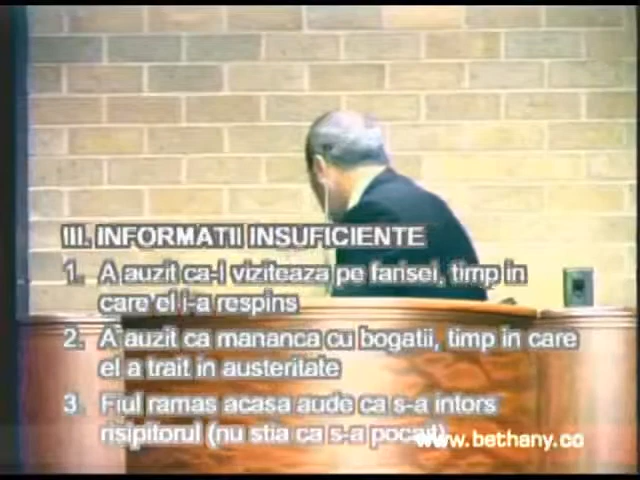 III. INFORMATII INSUFICIENTE
1. A auzit ca-l viziteaza pe farisei, timp in
care el i-a respins
2. A auzit ca mananca cu bogatii, timp in care
el a trait in austeritate
3. Fiul ramas acasa aude ca s-a intors
risipitorul (nu stia ca s-a pocait)
www.bethany.co